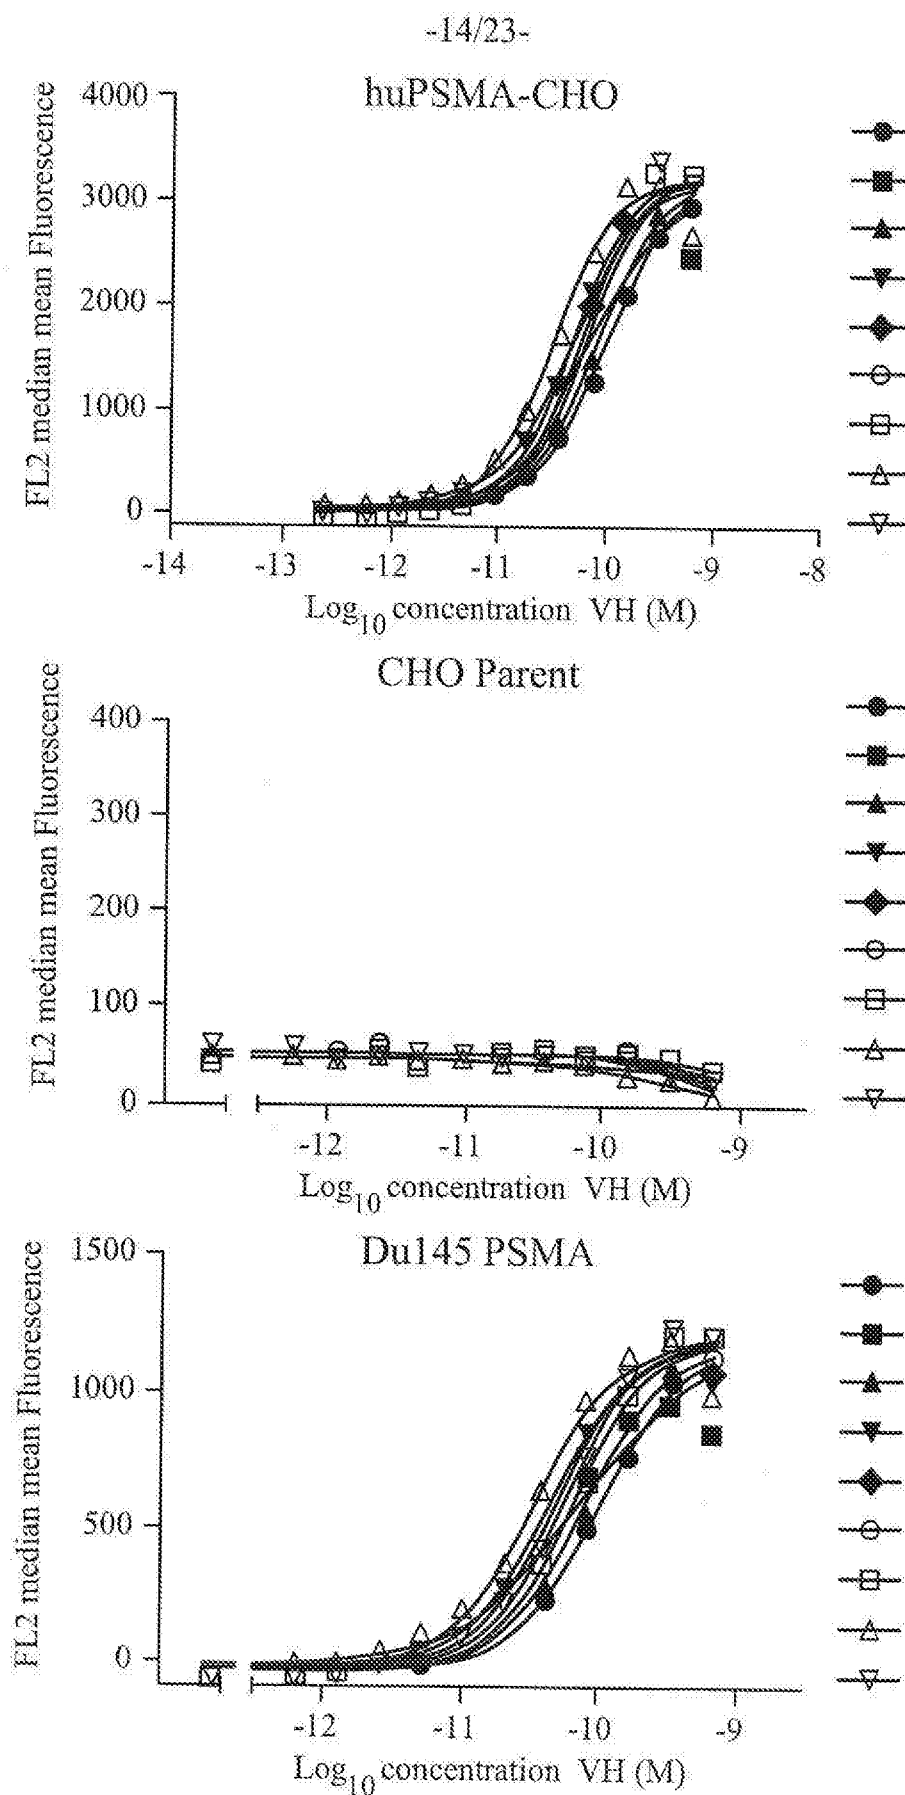 -14/23-
huPSMA-CHO
FL2 median mean Fluorescence
4000
3000
2000
1000
0
-14 -13 -12 -11 -10 -9 -8
Log10 concentration VH (M)
CHO Parent
FL2 median mean Fluorescence
400
300
200
100
0
-12 -11 -10 -9
Log10 concentration VH (M)
Du145 PSMA
FL2 median mean Fluorescence
1500
1000
500
0
-12 -11 -10 -9
Log10 concentration VH (M)